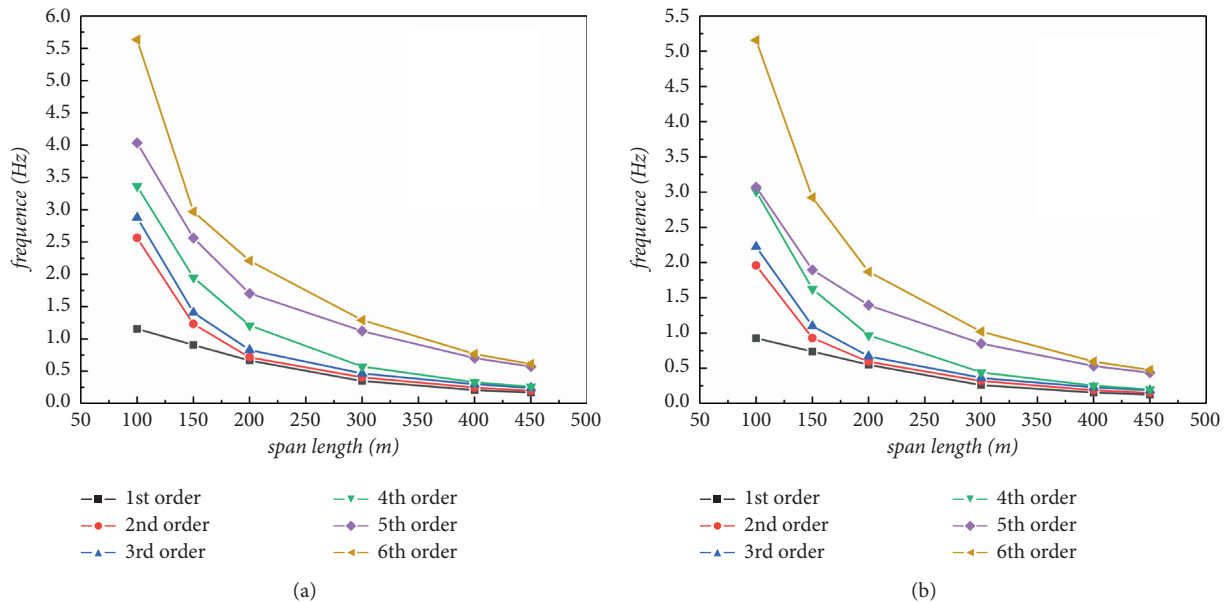 6.0
5.5
5.0
4.5
4.0
3.5
3.0
2.5
2.0
1.5
1.0
0.5
0.0
frequence (Hz)
50 100 150 200 250 300 350 400 450 500
span length (m)
1st order
2nd order
3rd order
4th order
5th order
6th order
(a)
5.5
5.0
4.5
4.0
3.5
3.0
2.5
2.0
1.5
1.0
0.5
0.0
frequence (Hz)
50 100 150 200 250 300 350 400 450 500
span length (m)
1st order
2nd order
3rd order
4th order
5th order
6th order
(b)